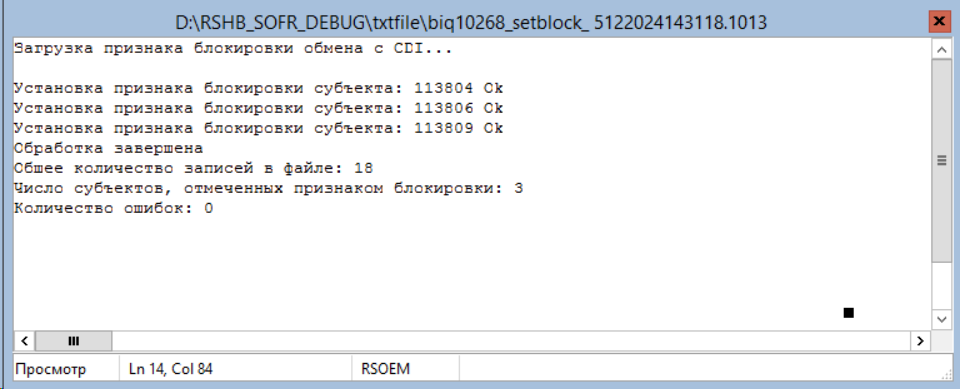 D:\RSHB_SOFR_DEBUG\txtfile\biq10268_setblock_ 5122024143118.1013
Загрузка признака блокировки обмена с CDI...
Установка признака блокировки субъекта: 113804 Ok
Установка признака блокировки субъекта: 113806 Ok
Установка признака блокировки субъекта: 113809 Ok
Обработка завершена
Обшее количество записей в файле: 18
Число субъектов, отмеченных признаком блокировки: 3
Количество ошибок: 0
Просмотр Ln 14, Col 84 RSOEM